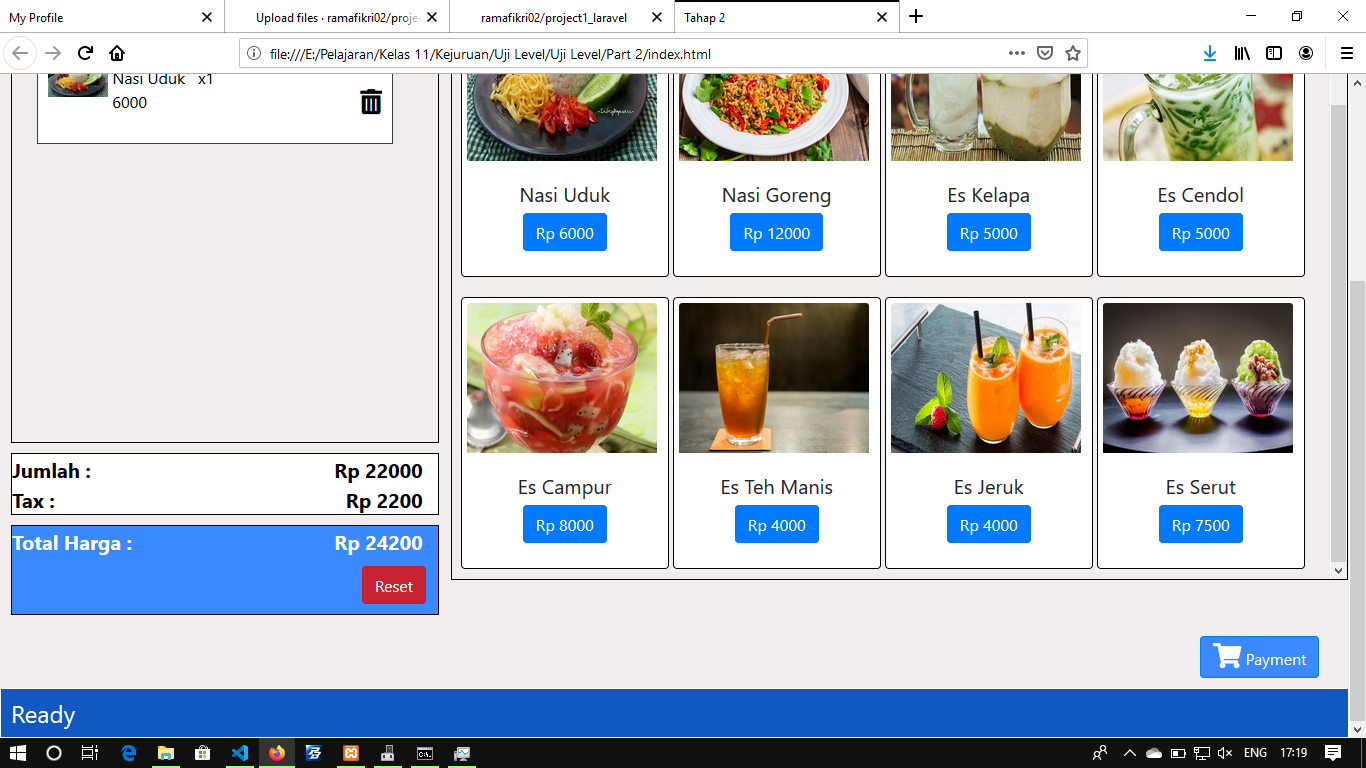 My Profile
Upload files · ramafikri02/proje
ramafikri02/project1_laravel
Tahap 2
file:///E:/Pelajaran/Kelas 11/Kejuruan/Uji Level/Uji Level/Part 2/index.html
Nasi Uduk x1
6000
Nasi Uduk
Rp 6000
Nasi Goreng
Rp 12000
Es Kelapa
Rp 5000
Es Cendol
Rp 5000
Es Campur
Rp 8000
Es Teh Manis
Rp 4000
Es Jeruk
Rp 4000
Es Serut
Rp 7500
Jumlah : Rp 22000
Tax : Rp 2200
Total Harga : Rp 24200
Reset
Payment
Ready
ENG 17:19